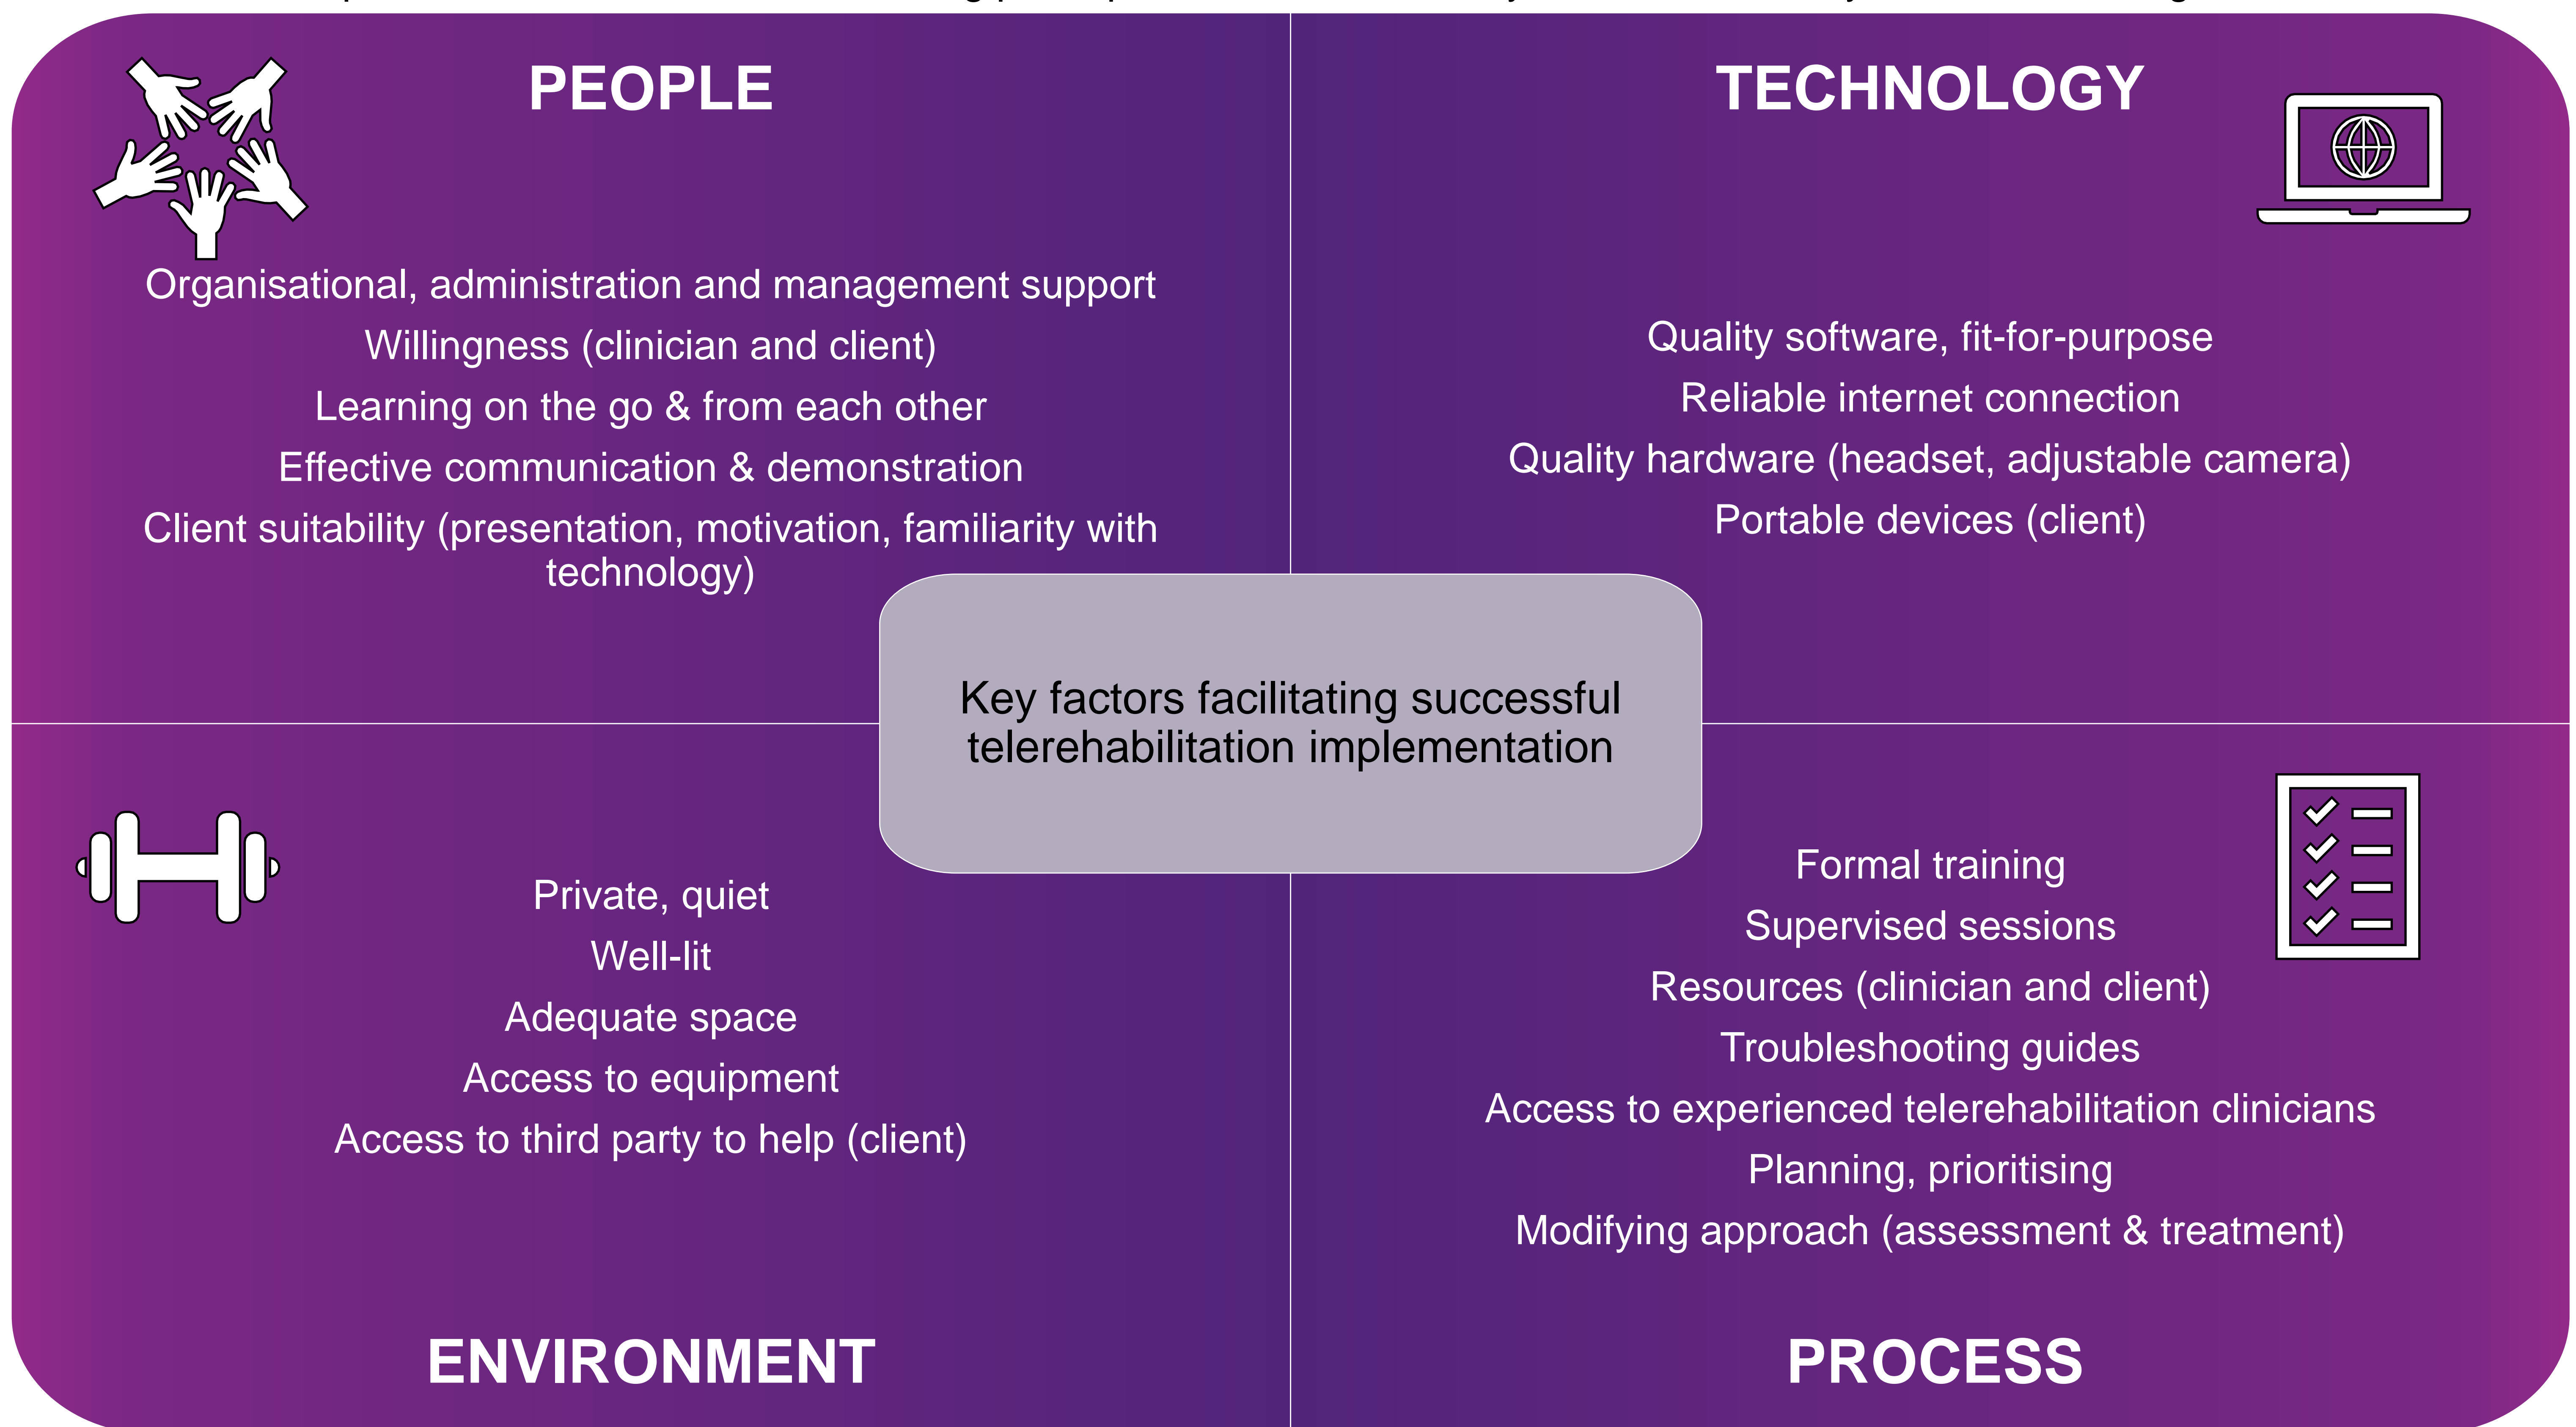 PEOPLE
Organisational, administration and management support
Willingness (clinician and client)
Learning on the go & from each other
Effective communication & demonstration
Client suitability (presentation, motivation, familiarity with
technology)
TECHNOLOGY
Quality software, fit-for-purpose
Reliable internet connection
Quality hardware (headset, adjustable camera)
Portable devices (client)
Key factors facilitating successful
telerehabilitation implementation
Private, quiet
Well-lit
Adequate space
Access to equipment
Access to third party to help (client)
ENVIRONMENT
Formal training
Supervised sessions
Resources (clinician and client)
Troubleshooting guides
Access to experienced telerehabilitation clinicians
Planning, prioritising
Modifying approach (assessment & treatment)
PROCESS